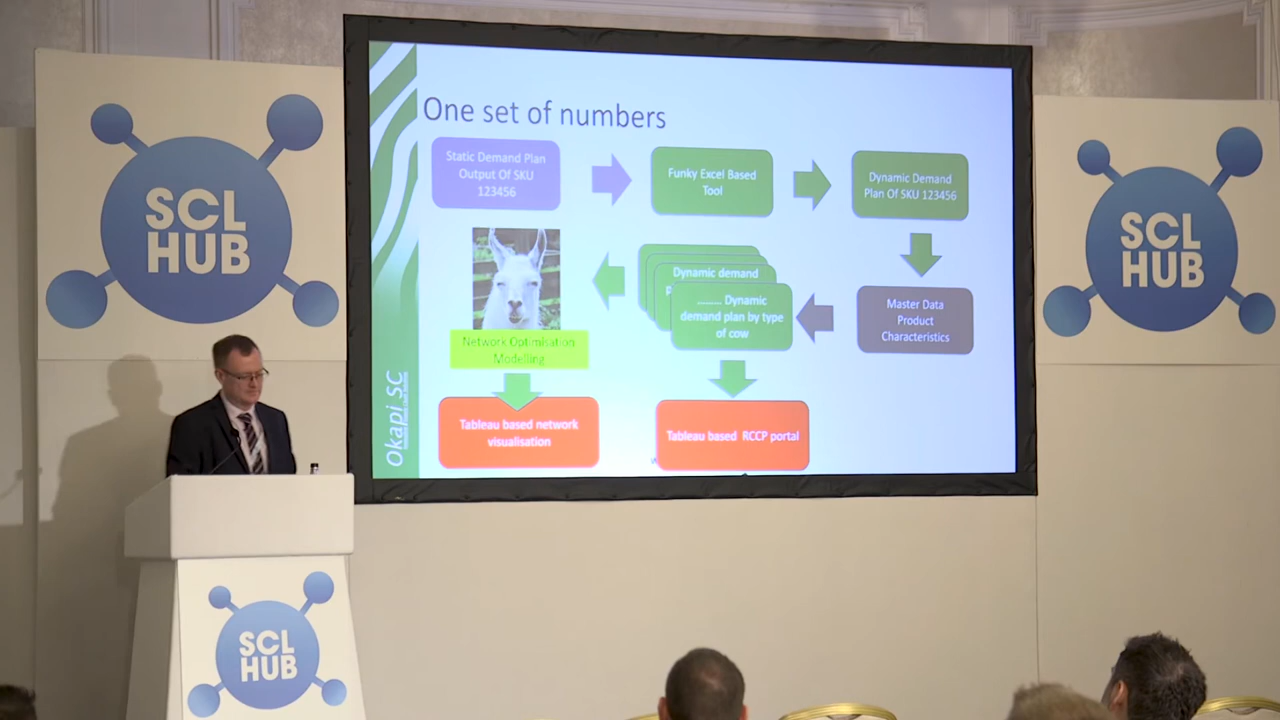 One set of numbers
Static Demand Plan
Output Of SKU
123456
Funky Excel Based
Tool
Dynamic Demand
Plan Of SKU 123456
Dynamic demand
........ Dynamic
demand plan by type
of cow
Master Data
Product
Characteristics
Network Optimisation
Modelling
Tableau based network
visualisation
Tableau based RCCP portal
Okapi SC
SCL
HUB
SCL
HUB
SCL
HUB